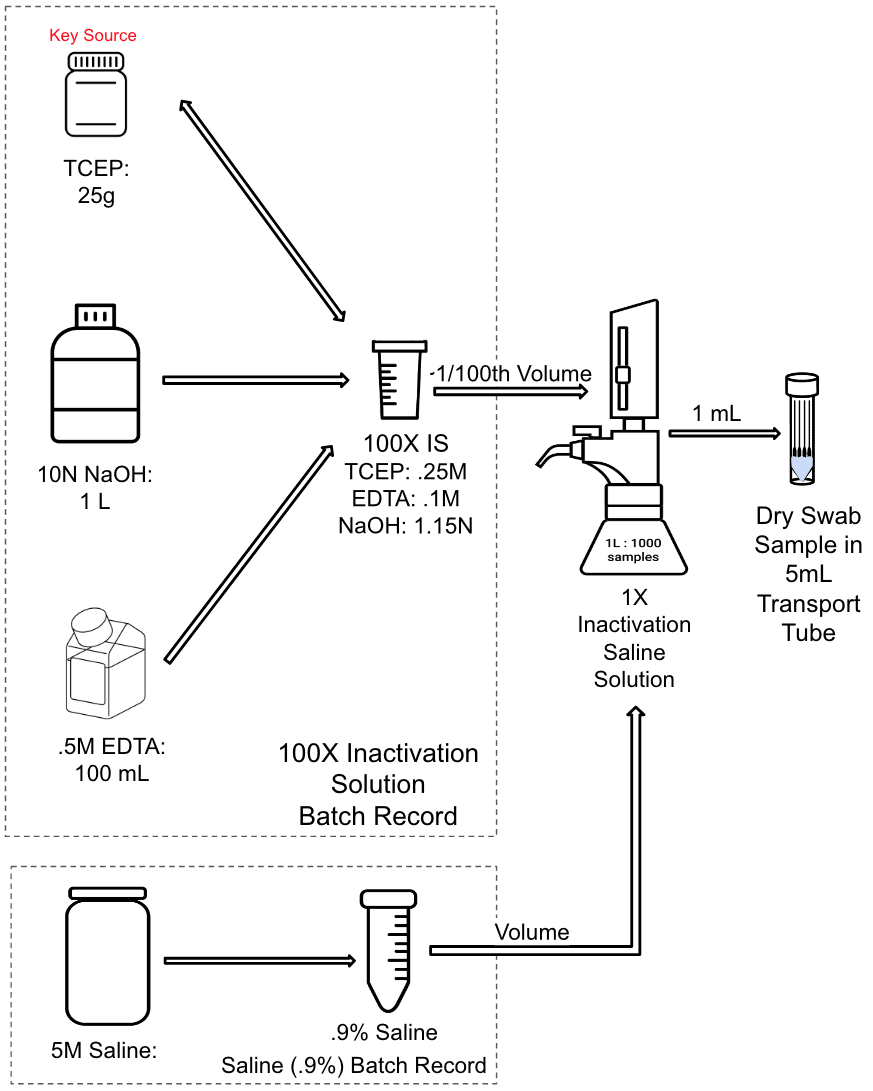 Key Source
TCEP:
25g
10N NaOH:
1 L
.5M EDTA:
100 mL
100X IS
TCEP: .25M
EDTA: .1M
NaOH: 1.15N
100X Inactivation
Solution
Batch Record
-1/100th Volume
1L : 1000
samples
1X
Inactivation
Saline
Solution
1 mL
Dry Swab
Sample in
5mL
Transport
Tube
5M Saline:
.9% Saline
Saline (.9%) Batch Record
Volume